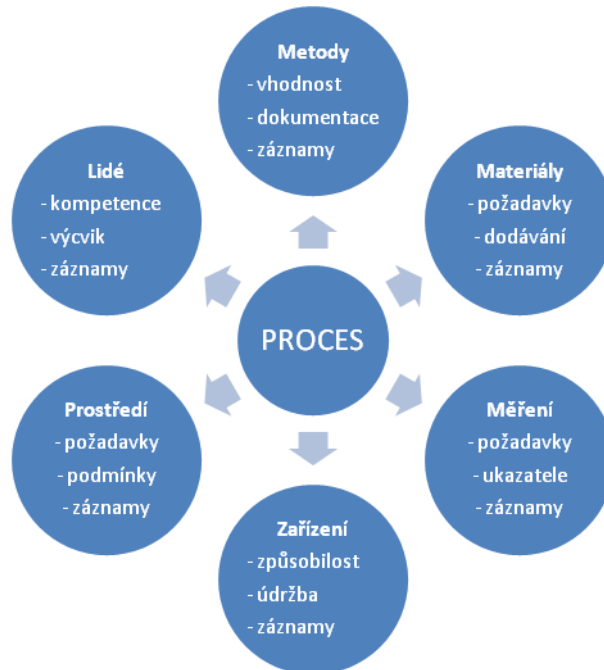 Metody
- vhodnost
- dokumentace
- záznamy
Lidé
- kompetence
- výcvik
- záznamy
Materiály
- požadavky
- dodávání
- záznamy
PROCES
Prostředí
- požadavky
- podmínky
- záznamy
Měření
- požadavky
- ukazatele
- záznamy
Zařízení
- způsobilost
- údržba
- záznamy